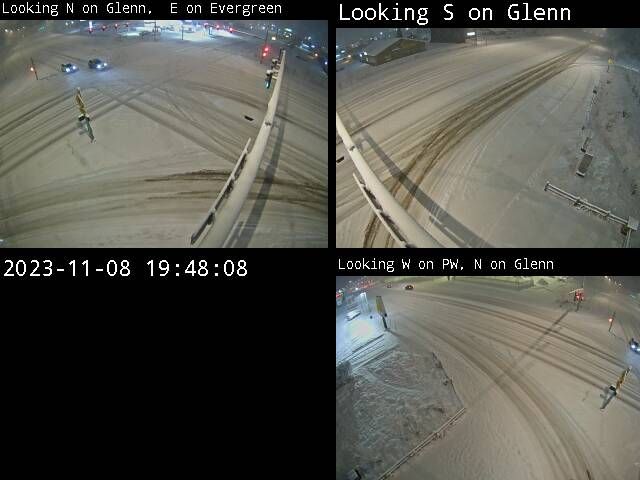 Looking N on Glenn,  E on Evergreen
Looking S on Glenn
2023-11-08 19:48:08
Looking W on PW, N on Glenn